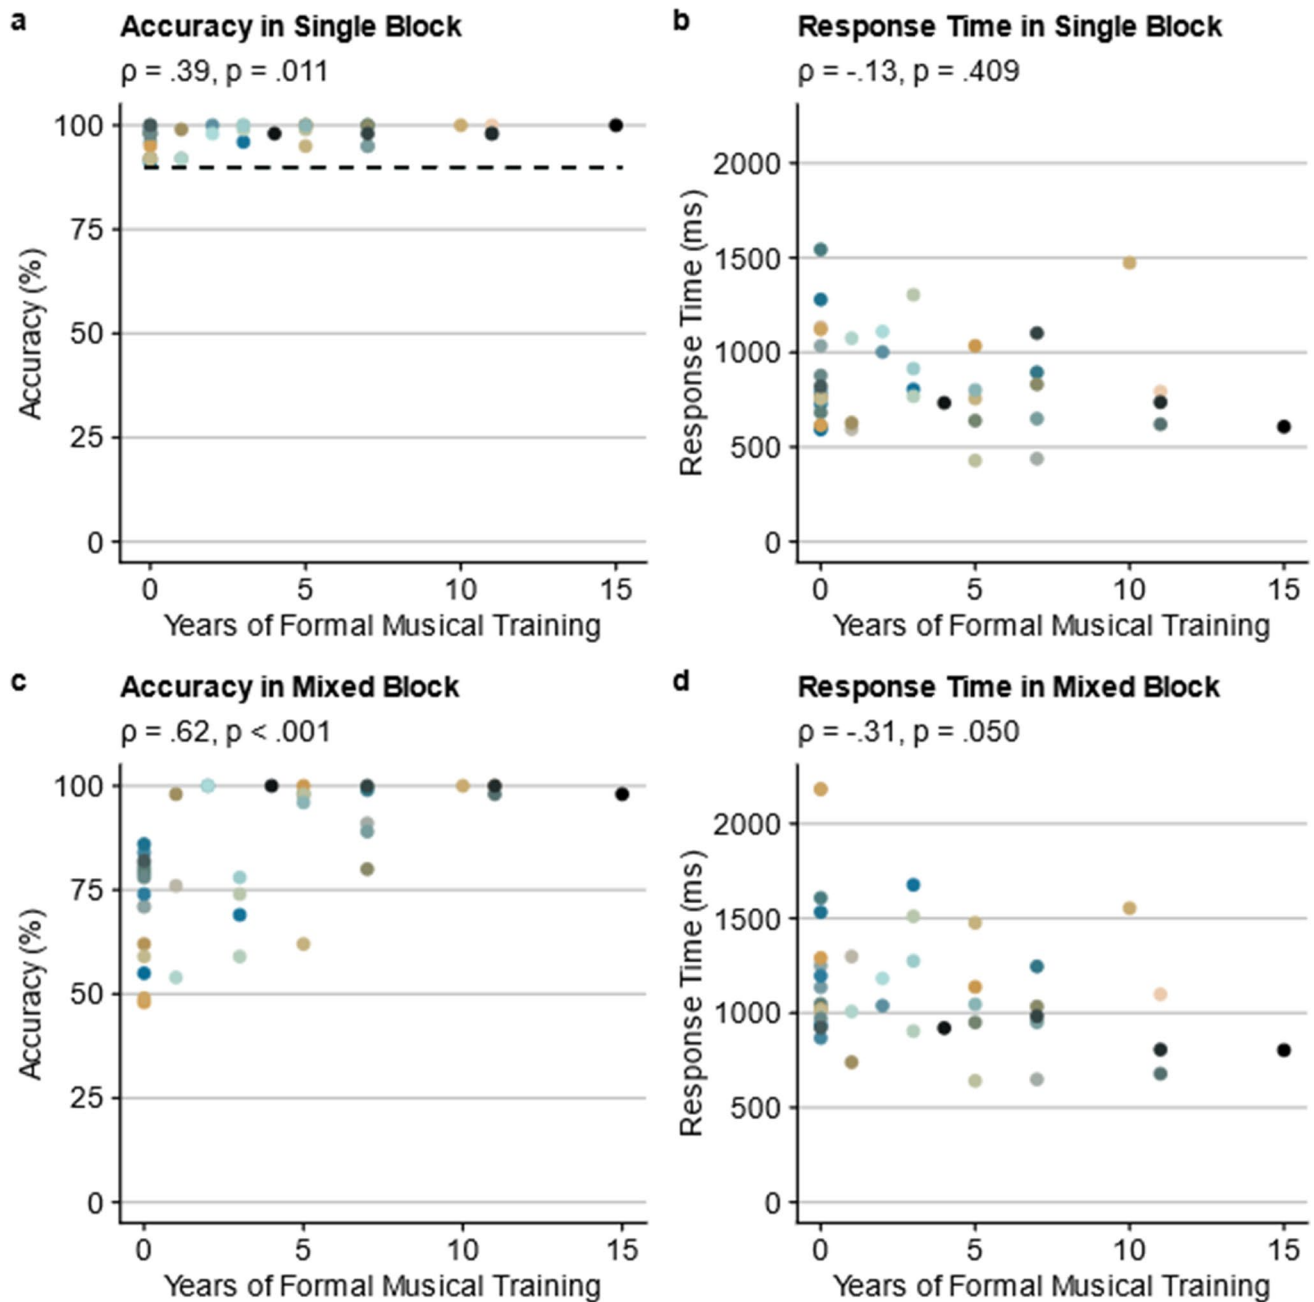 a Accuracy in Single Block
ρ = .39, p = .011
100
75
50
25
0
Accuracy (%)
0 5 10 15
Years of Formal Musical Training
b Response Time in Single Block
ρ = -.13, p = .409
2000
1500
1000
500
0
Response Time (ms)
0 5 10 15
Years of Formal Musical Training
c Accuracy in Mixed Block
ρ = .62, p < .001
100
75
50
25
0
Accuracy (%)
0 5 10 15
Years of Formal Musical Training
d Response Time in Mixed Block
ρ = -.31, p = .050
2000
1500
1000
500
0
Response Time (ms)
0 5 10 15
Years of Formal Musical Training